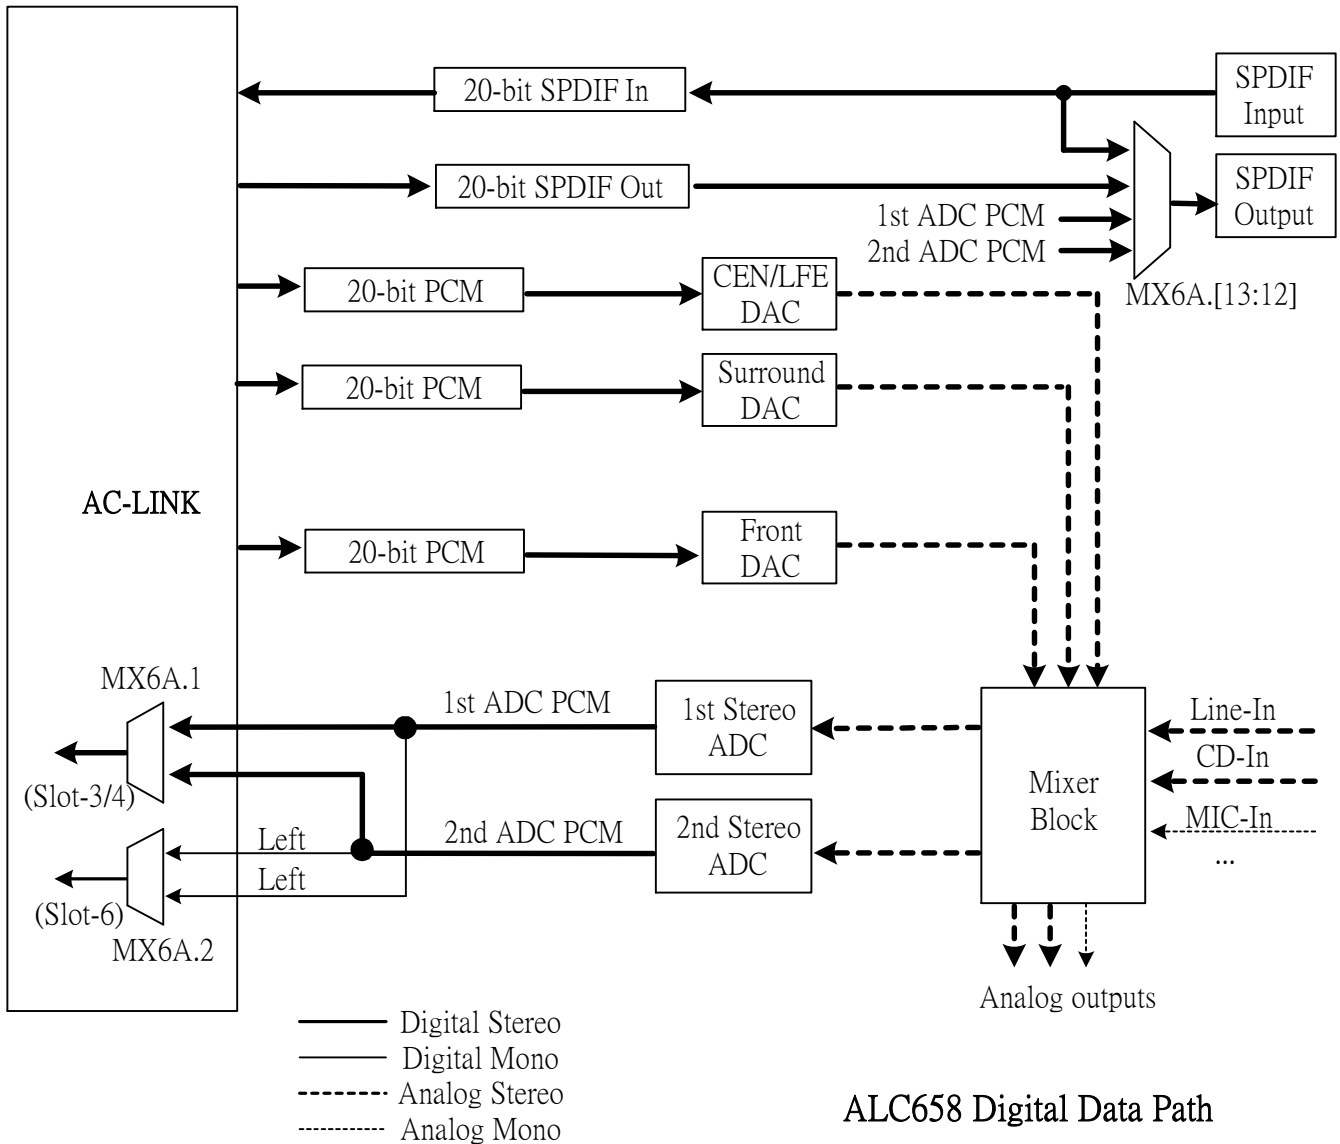 20-bit SPDIF In
SPDIF
Input
20-bit SPDIF Out
SPDIF
Output
1st ADC PCM
2nd ADC PCM
MX6A.[13:12]
20-bit PCM
CEN/LFE
DAC
20-bit PCM
Surround
DAC
AC-LINK
20-bit PCM
Front
DAC
MX6A.1
1st ADC PCM
1st Stereo
ADC
(Slot-3/4)
Left
2nd ADC PCM
2nd Stereo
ADC
Left
(Slot-6)
MX6A.2
Mixer
Block
Line-In
CD-In
MIC-In
...
Analog outputs
Digital Stereo
Digital Mono
Analog Stereo
Analog Mono
ALC658 Digital Data Path